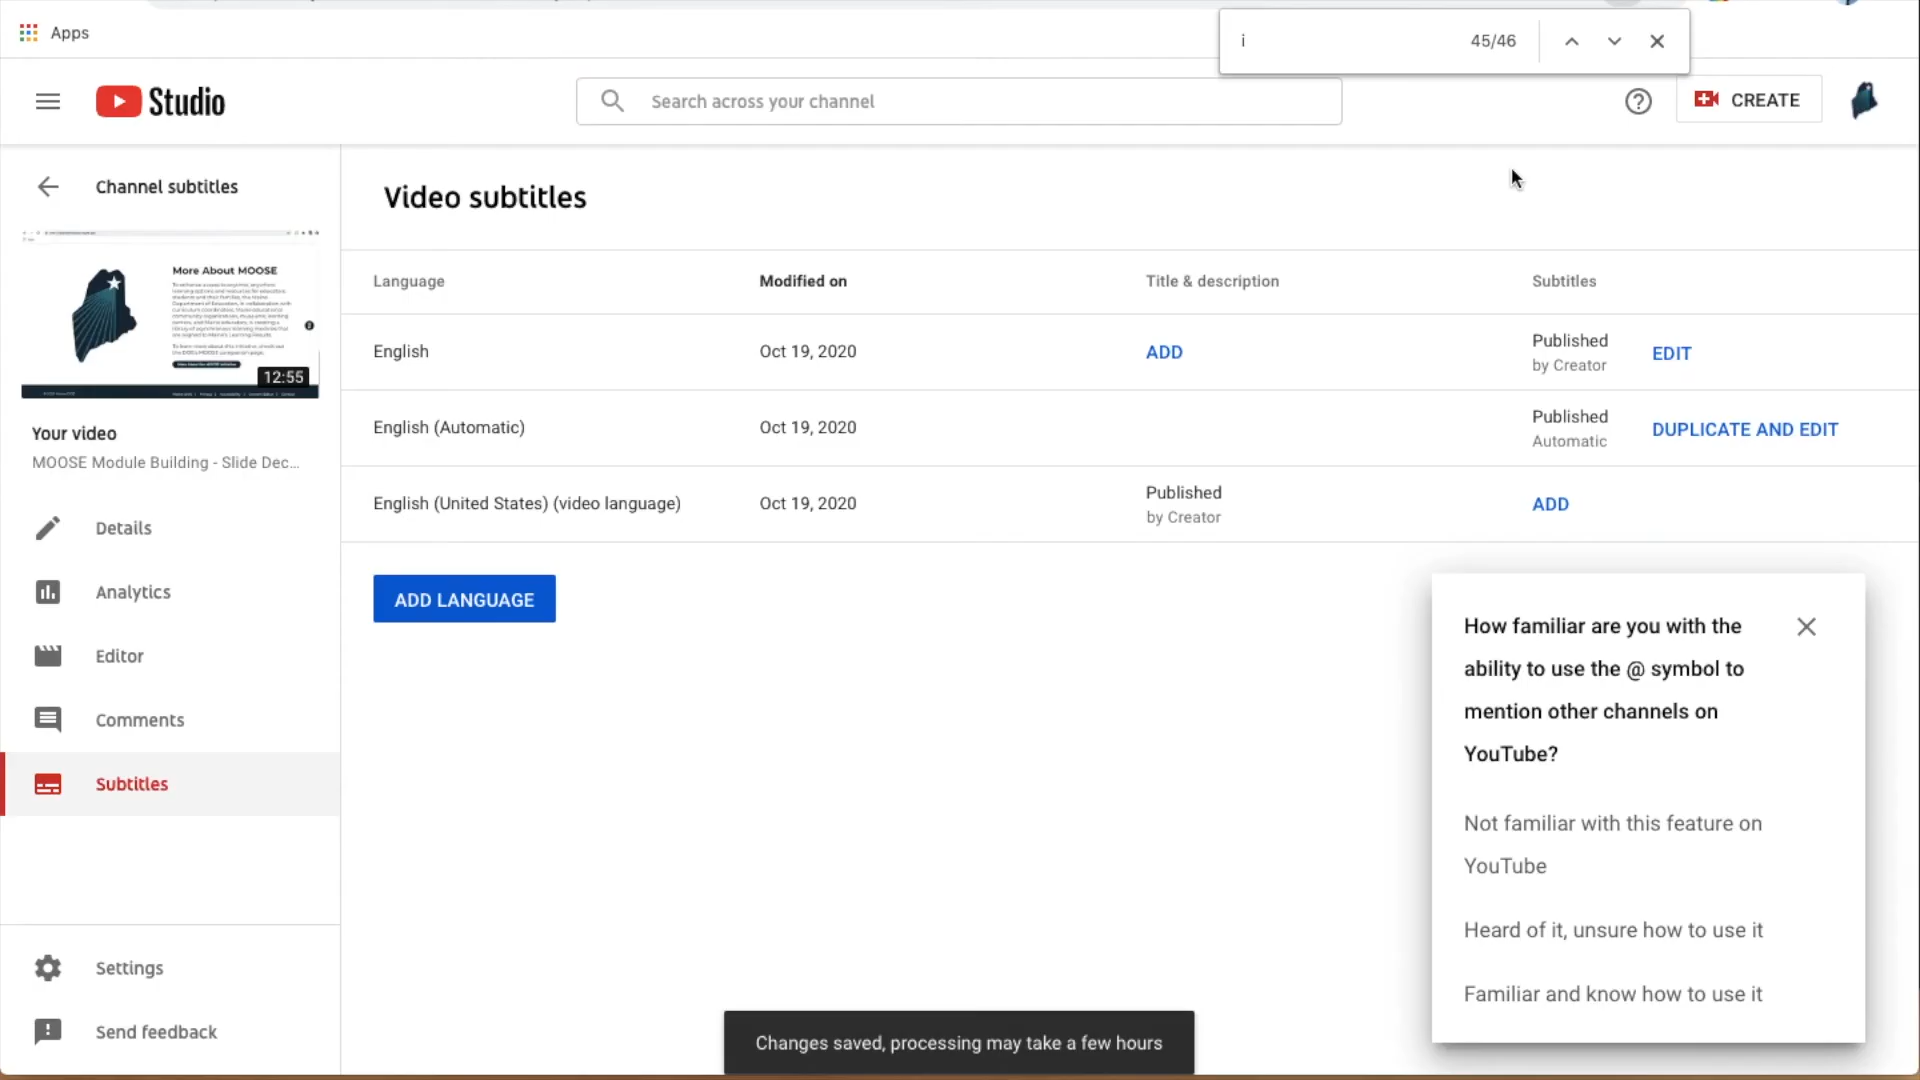 Apps
i 45/46
Studio
Search across your channel
CREATE
Channel subtitles
More About MOOSE
12:55
Your video
MOOSE Module Building - Slide Dec...
Details
Analytics
Editor
Comments
Subtitles
Settings
Send feedback
Video subtitles
Language Modified on Title & description Subtitles
English Oct 19, 2020 ADD Published by Creator EDIT
English (Automatic) Oct 19, 2020 Published Automatic DUPLICATE AND EDIT
English (United States) (video language) Oct 19, 2020 Published by Creator ADD
ADD LANGUAGE
How familiar are you with the
ability to use the @ symbol to
mention other channels on
YouTube?
Not familiar with this feature on
YouTube
Heard of it, unsure how to use it
Familiar and know how to use it
Changes saved, processing may take a few hours